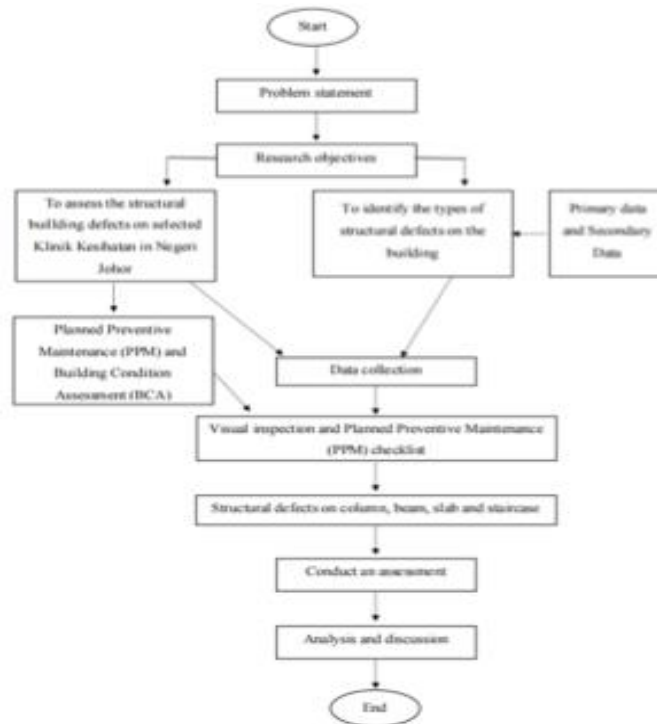 Start
Problem statement
Research objectives
To assess the structural
building defects on selected
Klinik Kesihatan in Negeri
Johor
To identify the types of
structural defects on the
building
Primary data
and Secondary
Data
Planned Preventive
Maintenance (PPM) and
Building Condition
Assessment (BCA)
Data collection
Visual inspection and Planned Preventive Maintenance
(PPM) checklist
Structural defects on column, beam, slab and staircase
Conduct an assessment
Analysis and discussion
End